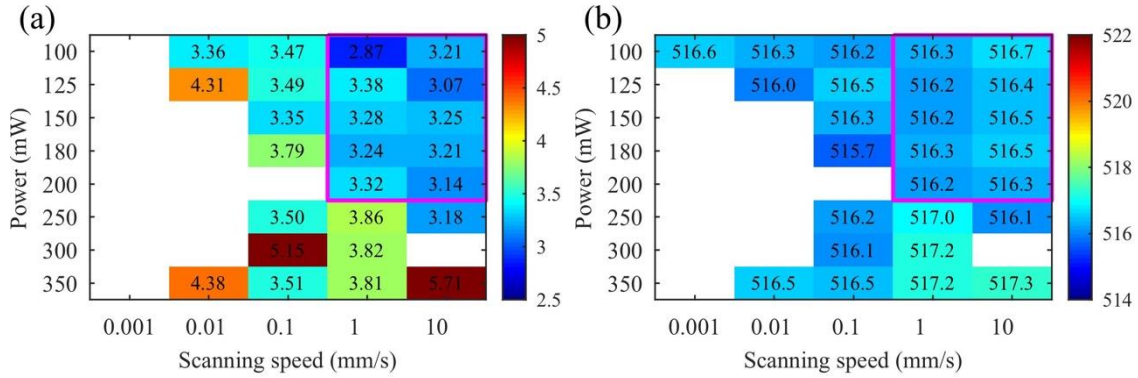 (a)
100 3.36 3.47 2.87 3.21
125 4.31 3.49 3.38 3.07
150 3.35 3.28 3.25
180 3.79 3.24 3.21
200 3.32 3.14
250 3.50 3.86 3.18
300 5.15 3.82
350 4.38 3.51 3.81 5.71
0.001 0.01 0.1 1 10
Scanning speed (mm/s)
Power (mW)
5
4.5
4
3.5
3
2.5
(b)
100 516.6 516.3 516.2 516.3 516.7
125 516.0 516.5 516.2 516.4
150 516.3 516.2 516.5
180 515.7 516.3 516.5
200 516.2 516.3
250 516.2 517.0 516.1
300 516.1 517.2
350 516.5 516.5 517.2 517.3
0.001 0.01 0.1 1 10
Scanning speed (mm/s)
Power (mW)
522
520
518
516
514